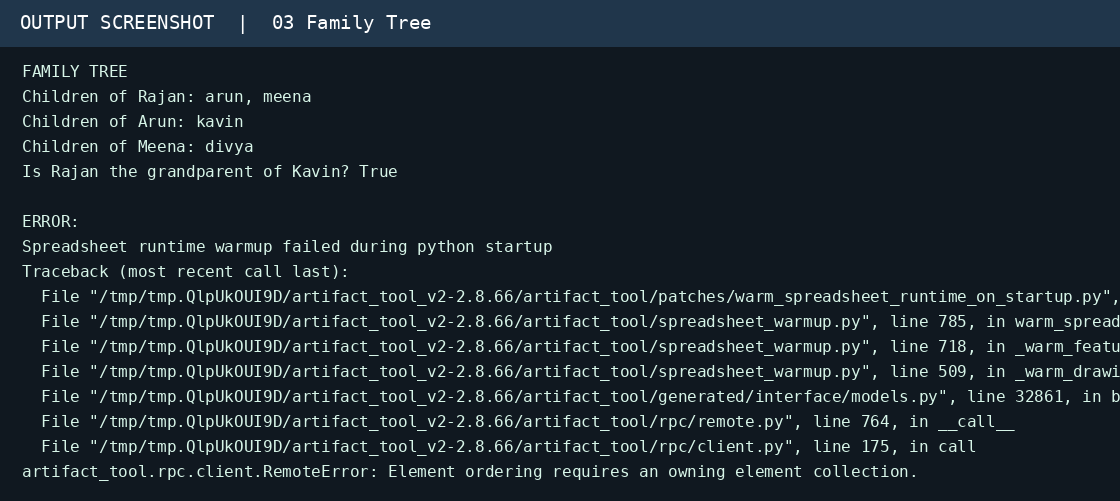 OUTPUT SCREENSHOT | 03 Family Tree
FAMILY TREE
Children of Rajan: arun, meena
Children of Arun: kavin
Children of Meena: divya
Is Rajan the grandparent of Kavin? True
ERROR:
Spreadsheet runtime warmup failed during python startup
Traceback (most recent call last):
File "/tmp/tmp.QlpUkOUI9D/artifact_tool_v2-2.8.66/artifact_tool/patches/warm_spreadsheet_runtime_on_startup.py",
File "/tmp/tmp.QlpUkOUI9D/artifact_tool_v2-2.8.66/artifact_tool/spreadsheet_warmup.py", line 785, in warm_spread
File "/tmp/tmp.QlpUkOUI9D/artifact_tool_v2-2.8.66/artifact_tool/spreadsheet_warmup.py", line 718, in _warm_featu
File "/tmp/tmp.QlpUkOUI9D/artifact_tool_v2-2.8.66/artifact_tool/spreadsheet_warmup.py", line 509, in _warm_drawi
File "/tmp/tmp.QlpUkOUI9D/artifact_tool_v2-2.8.66/artifact_tool/generated/interface/models.py", line 32861, in b
File "/tmp/tmp.QlpUkOUI9D/artifact_tool_v2-2.8.66/artifact_tool/rpc/remote.py", line 764, in __call__
File "/tmp/tmp.QlpUkOUI9D/artifact_tool_v2-2.8.66/artifact_tool/rpc/client.py", line 175, in call
artifact_tool.rpc.client.RemoteError: Element ordering requires an owning element collection.